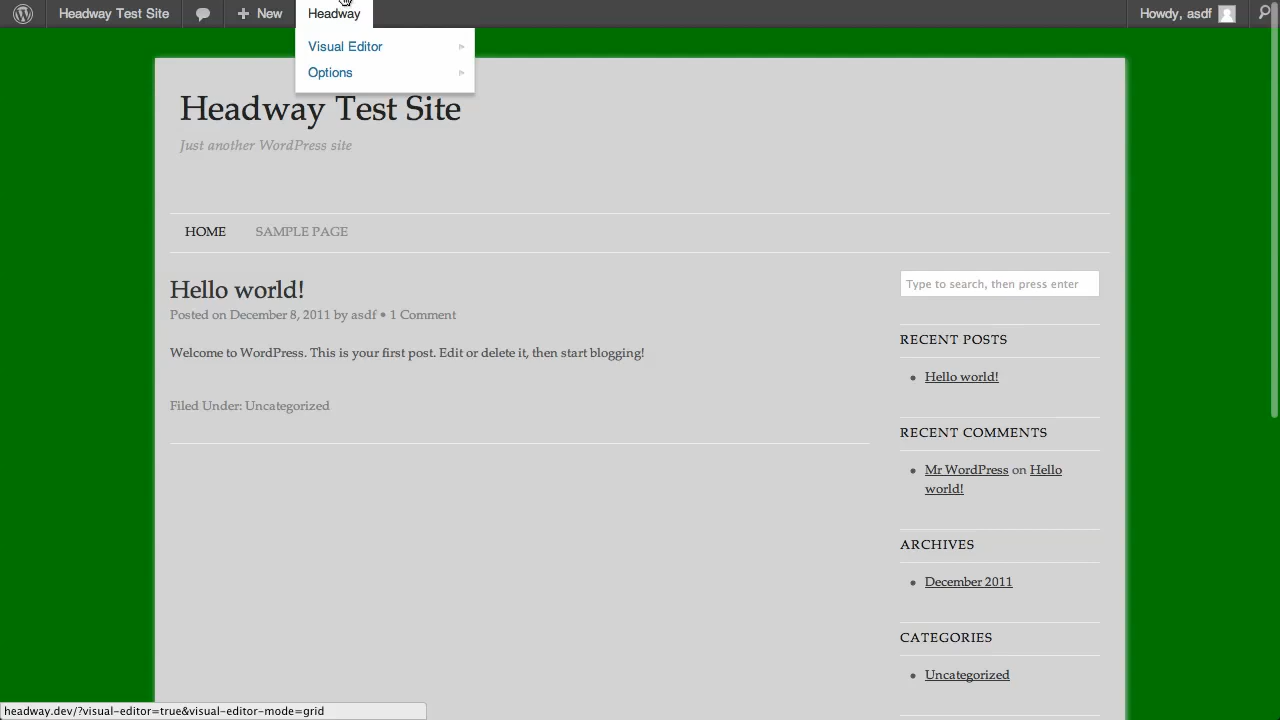 Headway Test Site
New
Headway
Howdy, asdf
Visual Editor
Options
Headway Test Site
Just another WordPress site
HOME
SAMPLE PAGE
Hello world!
Posted on December 8, 2011 by asdf • 1 Comment
Welcome to WordPress. This is your first post. Edit or delete it, then start blogging!
Filed Under: Uncategorized
Type to search, then press enter
RECENT POSTS
Hello world!
RECENT COMMENTS
Mr WordPress on Hello
world!
ARCHIVES
December 2011
CATEGORIES
Uncategorized
headway.dev/?visual-editor=true&visual-editor-mode=grid